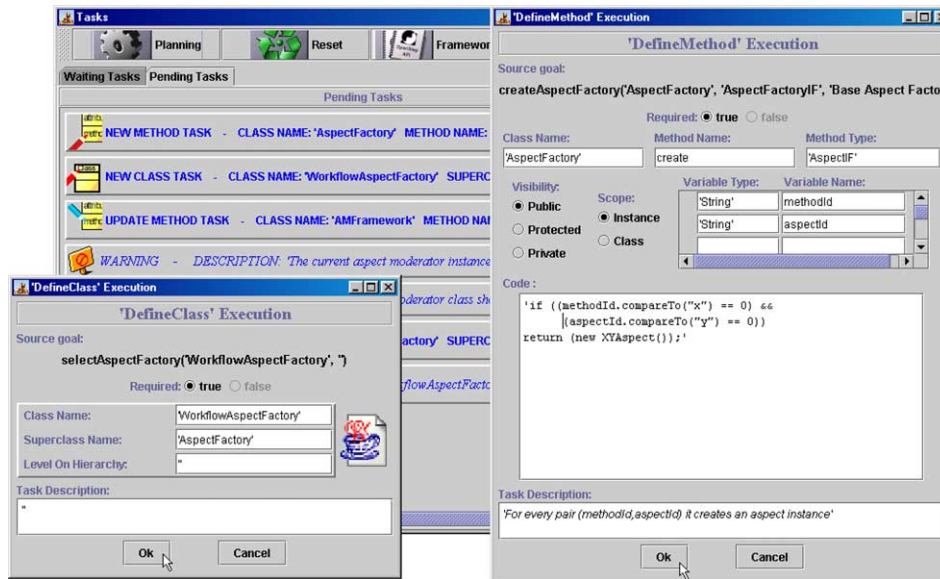 Tasks
Planning
Reset
Framewor
Waiting Tasks
Pending Tasks
Pending Tasks
NEW METHOD TASK - CLASS NAME: 'AspectFactory' METHOD NAME:
NEW CLASS TASK - CLASS NAME: 'WorkflowAspectFactory' SUPERC
UPDATE METHOD TASK - CLASS NAME: 'AMFramework' METHOD NAM
WARNING - DESCRIPTION: 'The current aspect moderator instance
oderator class sh
actory' SUPERC
kflowAspectFacto
'DefineClass' Execution
'DefineClass' Execution
Source goal:
selectAspectFactory('WorkflowAspectFactory', '')
Required: true false
Class Name: 'WorkflowAspectFactory'
Superclass Name: 'AspectFactory'
Level On Hierarchy: ''
Task Description:
''
Ok
Cancel
'DefineMethod' Execution
'DefineMethod' Execution
Source goal:
createAspectFactory('AspectFactory', 'AspectFactoryIF', 'Base Aspect Facto
Required: true false
Class Name: Method Name: Method Type:
'AspectFactory' create 'AspectIF'
Visibility:
Public
Protected
Private
Scope:
Instance
Class
Variable Type: Variable Name:
'String' methodId
'String' aspectId
Code :
'if ((methodId.compareTo("x") == 0) &&
(aspectId.compareTo("y") == 0))
return (new XYAspect());'
Task Description:
'For every pair (methodId,aspectId) it creates an aspect instance'
Ok
Cancel